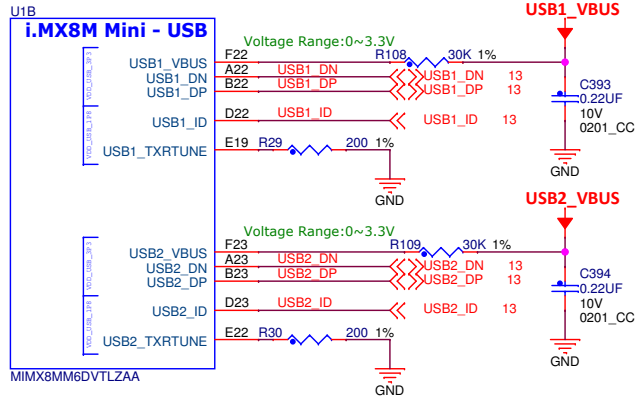 U1B
i.MX8M Mini - USB
USB1_VBUS
Voltage Range:0~3.3V
VDD_USB_3P3
USB1_VBUS F22 R108 30K 1%
USB1_DN A22 USB1_DN USB1_DN 13
USB1_DP B22 USB1_DP USB1_DP 13
C393
0.22UF
10V
0201_CC
VDD_USB_1P8
USB1_ID D22 USB1_ID USB1_ID 13
USB1_TXRTUNE E19 R29 200 1%
GND
GND
USB2_VBUS
Voltage Range:0~3.3V
VDD_USB_3P3
USB2_VBUS F23 R109 30K 1%
USB2_DN A23 USB2_DN USB2_DN 13
USB2_DP B23 USB2_DP USB2_DP 13
C394
0.22UF
10V
0201_CC
VDD_USB_1P8
USB2_ID D23 USB2_ID USB2_ID 13
USB2_TXRTUNE E22 R30 200 1%
GND
GND
MIMX8MM6DVTLZAA